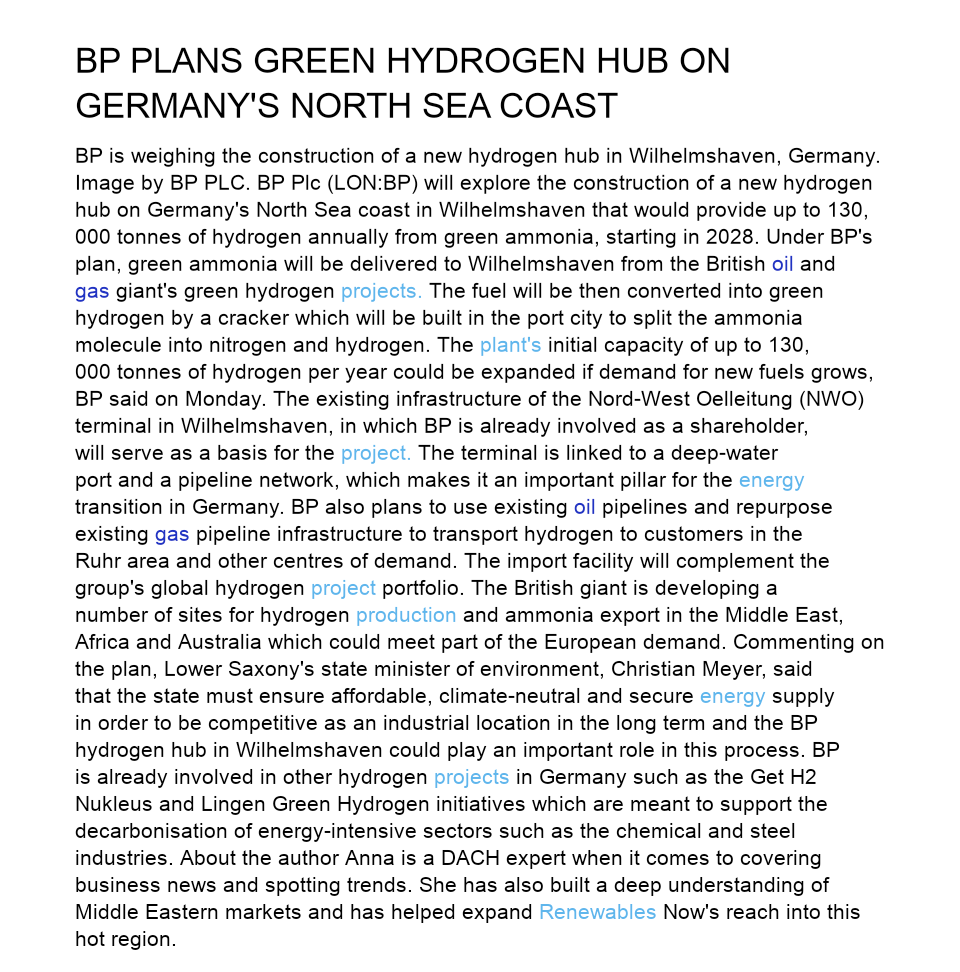 BP PLANS GREEN HYDROGEN HUB ON
GERMANY'S NORTH SEA COAST
BP is weighing the construction of a new hydrogen hub in Wilhelmshaven, Germany.
Image by BP PLC. BP Plc (LON:BP) will explore the construction of a new hydrogen
hub on Germany's North Sea coast in Wilhelmshaven that would provide up to 130,
000 tonnes of hydrogen annually from green ammonia, starting in 2028. Under BP's
plan, green ammonia will be delivered to Wilhelmshaven from the British oil and
gas giant's green hydrogen projects. The fuel will be then converted into green
hydrogen by a cracker which will be built in the port city to split the ammonia
molecule into nitrogen and hydrogen. The plant's initial capacity of up to 130,
000 tonnes of hydrogen per year could be expanded if demand for new fuels grows,
BP said on Monday. The existing infrastructure of the Nord-West Oelleitung (NWO)
terminal in Wilhelmshaven, in which BP is already involved as a shareholder,
will serve as a basis for the project. The terminal is linked to a deep-water
port and a pipeline network, which makes it an important pillar for the energy
transition in Germany. BP also plans to use existing oil pipelines and repurpose
existing gas pipeline infrastructure to transport hydrogen to customers in the
Ruhr area and other centres of demand. The import facility will complement the
group's global hydrogen project portfolio. The British giant is developing a
number of sites for hydrogen production and ammonia export in the Middle East,
Africa and Australia which could meet part of the European demand. Commenting on
the plan, Lower Saxony's state minister of environment, Christian Meyer, said
that the state must ensure affordable, climate-neutral and secure energy supply
in order to be competitive as an industrial location in the long term and the BP
hydrogen hub in Wilhelmshaven could play an important role in this process. BP
is already involved in other hydrogen projects in Germany such as the Get H2
Nukleus and Lingen Green Hydrogen initiatives which are meant to support the
decarbonisation of energy-intensive sectors such as the chemical and steel
industries. About the author Anna is a DACH expert when it comes to covering
business news and spotting trends. She has also built a deep understanding of
Middle Eastern markets and has helped expand Renewables Now's reach into this
hot region.